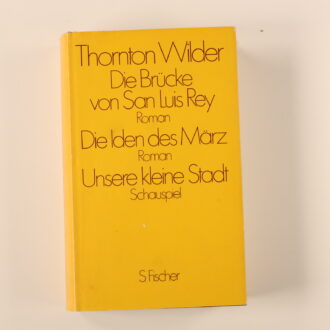 Thornton Wilder
Die Brücke
von San Luis Rey
Roman
Die Iden des März
Roman
Unsere kleine Stadt
Schauspiel
S. Fischer